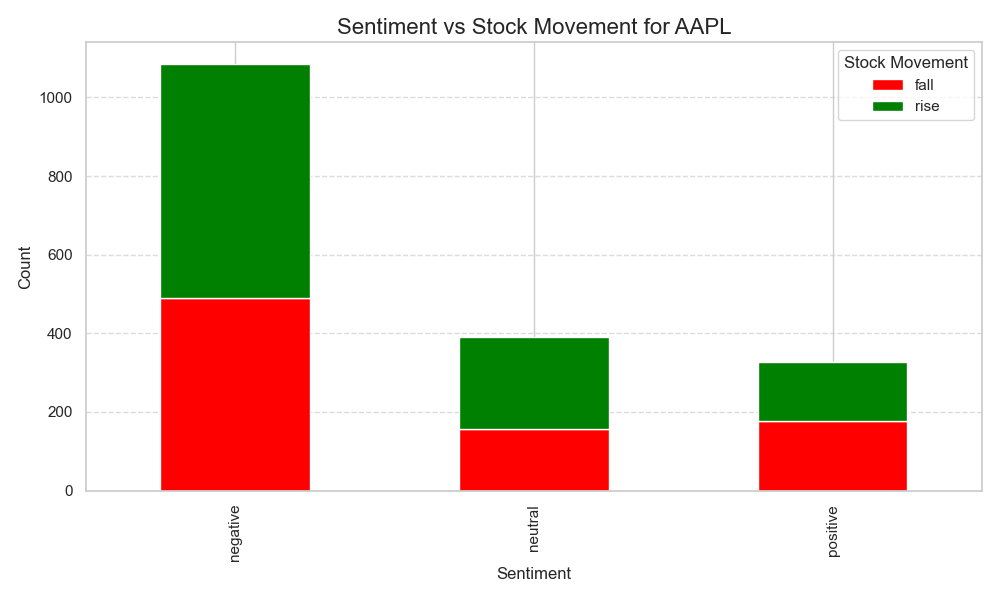 Sentiment vs Stock Movement for AAPL
Stock Movement
fall
rise
Count
1000
800
600
400
200
0
negative
neutral
positive
Sentiment